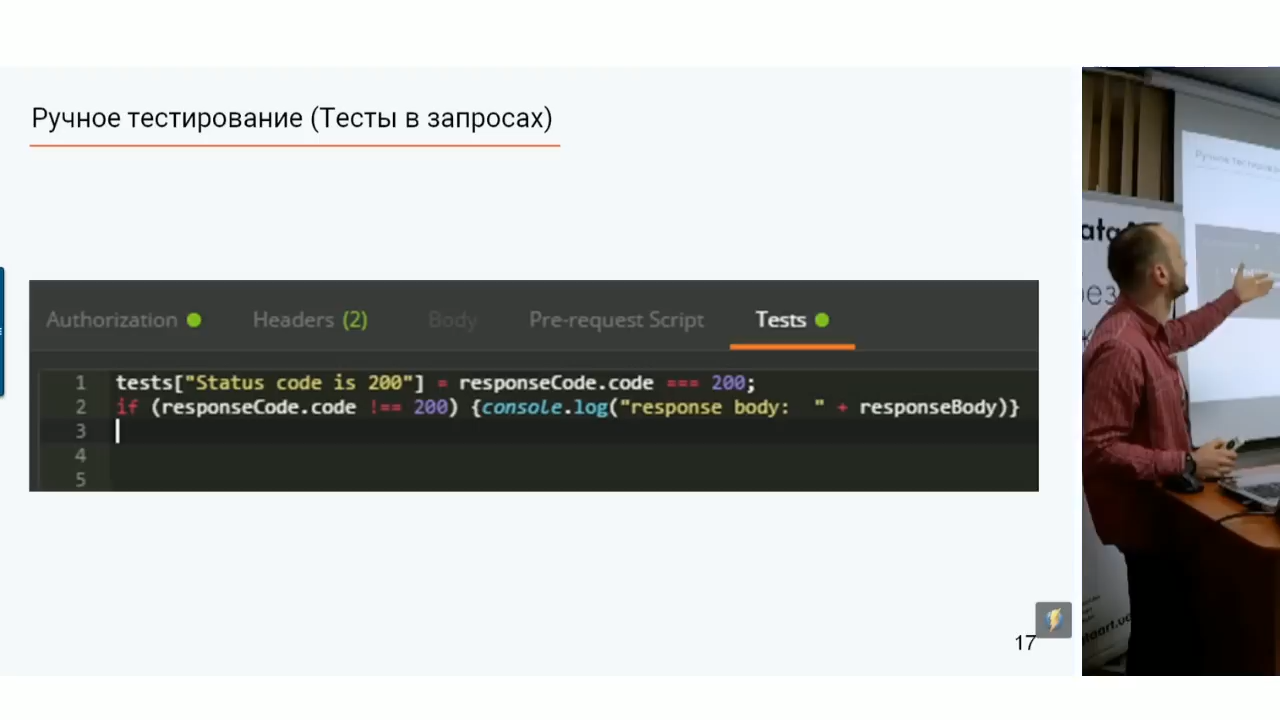 Ручное тестирование (Тесты в запросах)
Authorization Headers (2) Body Pre-request Script Tests
1 tests["Status code is 200"] = responseCode.code === 200;
2 if (responseCode.code !== 200) {console.log("response body: " + responseBody)}
3
4
5
17